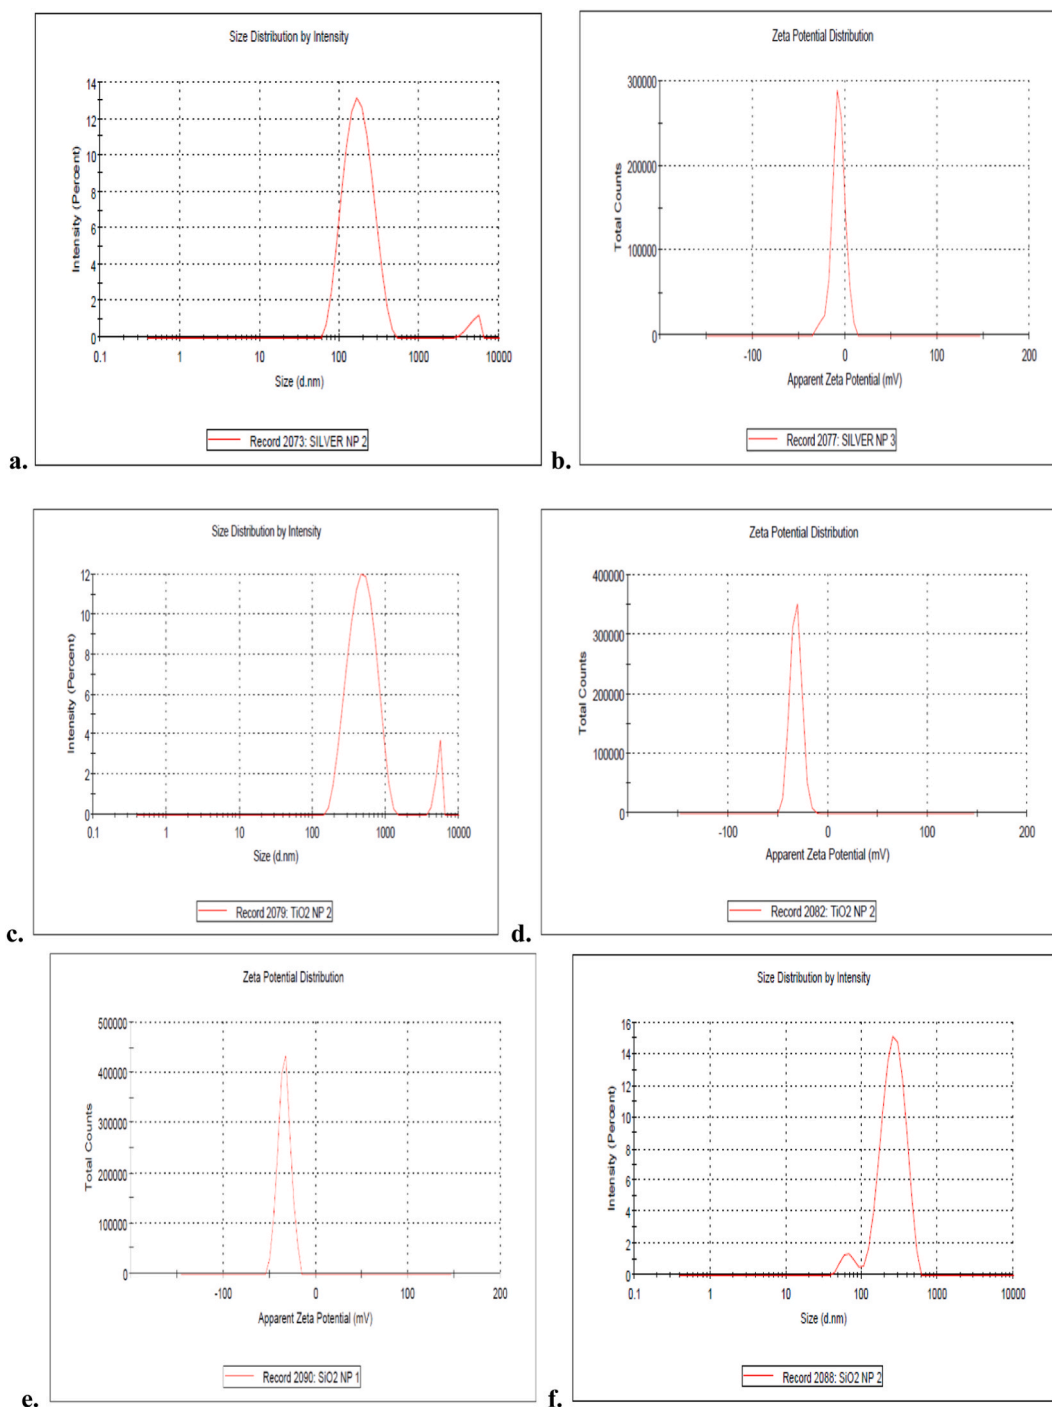 Size Distribution by Intensity
14
12
10
8
6
4
2
0
Intensity (Percent)
0.1 1 10 100 1000 10000
Size (d.nm)
Record 2073: SILVER NP 2
a.
Zeta Potential Distribution
300000
200000
100000
0
Total Counts
-100 0 100 200
Apparent Zeta Potential (mV)
Record 2077: SILVER NP 3
b.
Size Distribution by Intensity
12
10
8
6
4
2
0
Intensity (Percent)
0.1 1 10 100 1000 10000
Size (d.nm)
Record 2079: TiO2 NP 2
c.
Zeta Potential Distribution
400000
300000
200000
100000
0
Total Counts
-100 0 100 200
Apparent Zeta Potential (mV)
Record 2082: TiO2 NP 2
d.
Zeta Potential Distribution
500000
400000
300000
200000
100000
0
Total Counts
-100 0 100 200
Apparent Zeta Potential (mV)
Record 2090: SiO2 NP 1
e.
Size Distribution by Intensity
16
14
12
10
8
6
4
2
0
Intensity (Percent)
0.1 1 10 100 1000 10000
Size (d.nm)
Record 2088: SiO2 NP 2
f.